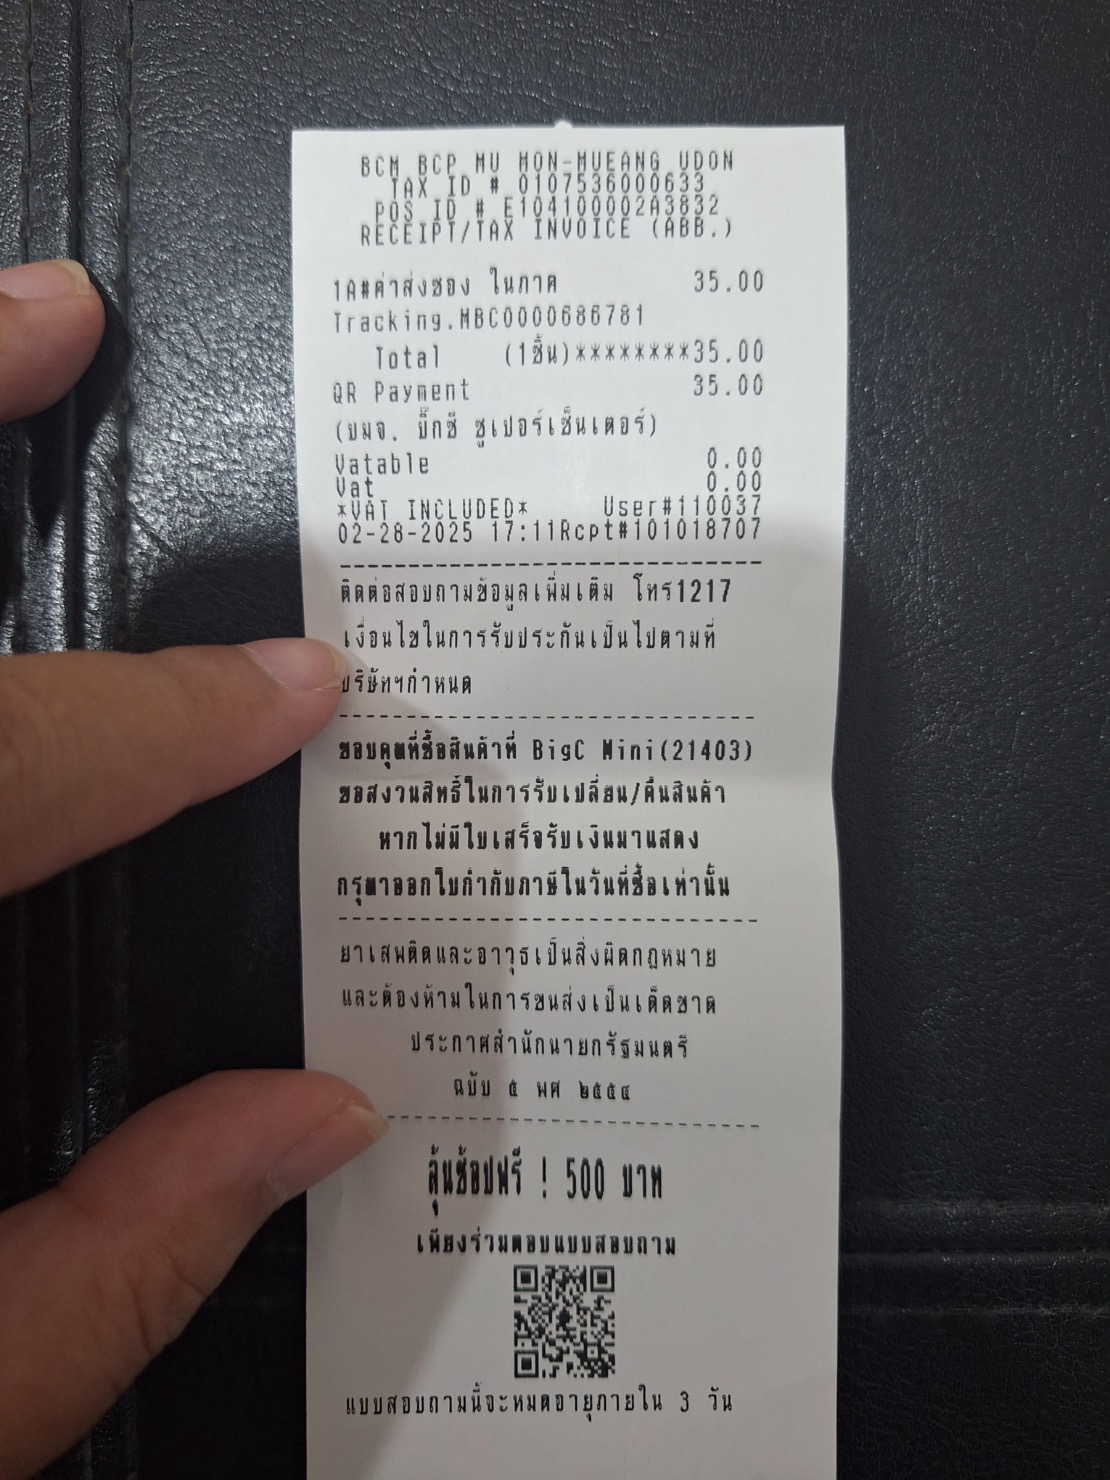 BCM BCP MU MON-MUEANG UDON
TAX ID # 0107536000633
POS ID # E104100002A3832
RECEIPT/TAX INVOICE (ABB.)
1A#ค่าส่งซอง ในภาค 35.00
Tracking.MBC0000686781
Total (1ชิ้น)********35.00
QR Payment 35.00
(บมจ. บิ๊กซี ซูเปอร์เซ็นเตอร์)
Vatable 0.00
Vat 0.00
*VAT INCLUDED* User#110037
02-28-2025 17:11Rcpt#101018707
ติดต่อสอบถามข้อมูลเพิ่มเติม โทร1217
เงื่อนไขในการรับประกันเป็นไปตามที่
บริษัทฯกำหนด
ขอบคุณที่ซื้อสินค้าที่ BigC Mini(21403)
ขอสงวนสิทธิ์ในการรับเปลี่ยน/คืนสินค้า
หากไม่มีใบเสร็จรับเงินมาแสดง
กรุณาออกใบกำกับภาษีในวันที่ซื้อเท่านั้น
ยาเสพติดและอาวุธเป็นสิ่งผิดกฎหมาย
และต้องห้ามในการขนส่งเป็นเด็ดขาด
ประกาศสำนักนายกรัฐมนตรี
ฉบับ ๕ พศ ๒๕๕๔
ลุ้นช้อปฟรี ! 500 บาท
เพียงร่วมตอบแบบสอบถาม
แบบสอบถามนี้จะหมดอายุภายใน 3 วัน